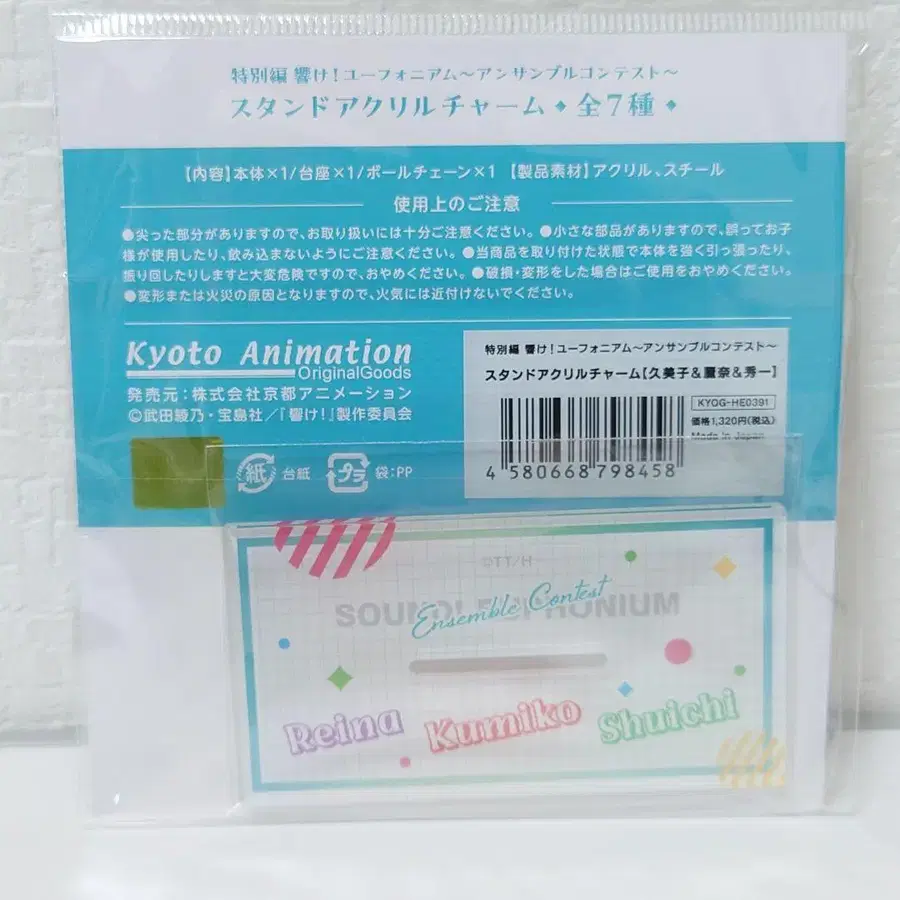 特別編 響け!ユーフォニアム～アンサンブルコンテスト～
スタンドアクリルチャーム◆全7種◆
【内容】本体×1/台座×1/ボールチェーン×1 【製品素材】アクリル、スチール
使用上のご注意
●尖った部分がありますので、お取り扱いには十分ご注意ください。●小さな部品がありますので、誤ってお子
様が使用したり、飲み込まないようにご注意ください。●当商品を取り付けた状態で本体を強く引っ張ったり、
振り回したりしますと大変危険ですので、おやめください。●破損・変形をした場合はご使用をおやめください。
●変形または火災の原因となりますので、火気には近付けないでください。
Kyoto Animation
OriginalGoods
発売元:株式会社京都アニメーション
©武田綾乃・宝島社/『響け!』製作委員会
紙 台紙 プラ 袋:PP
特別編 響け!ユーフォニアム～アンサンブルコンテスト～
スタンドアクリルチャーム【久美子&麗奈&秀一】
KYOG-HE0391
価格1,320円(税込)
Made in Japan
4 580668 798458
©TT/H
SOUND! EUPHONIUM
Ensemble Contest
Reina Kumiko Shuichi